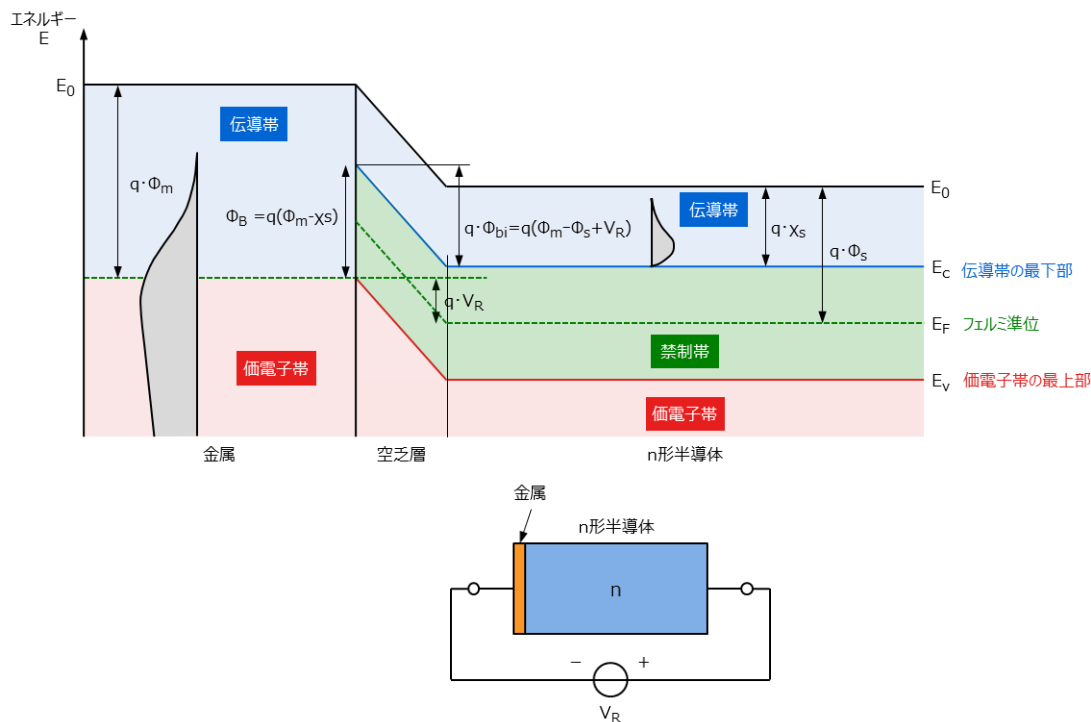 エネルギー
E
E₀
伝導帯
q･Φm
ΦB =q(Φm-χs)
q･Φbi=q(Φm-Φs+VR)
伝導帯
q･χs
E₀
q･Φs
Ec 伝導帯の最下部
q･VR
EF フェルミ準位
価電子帯
禁制帯
Ev 価電子帯の最上部
価電子帯
金属
空乏層
n形半導体
金属
n形半導体
n
− +
VR